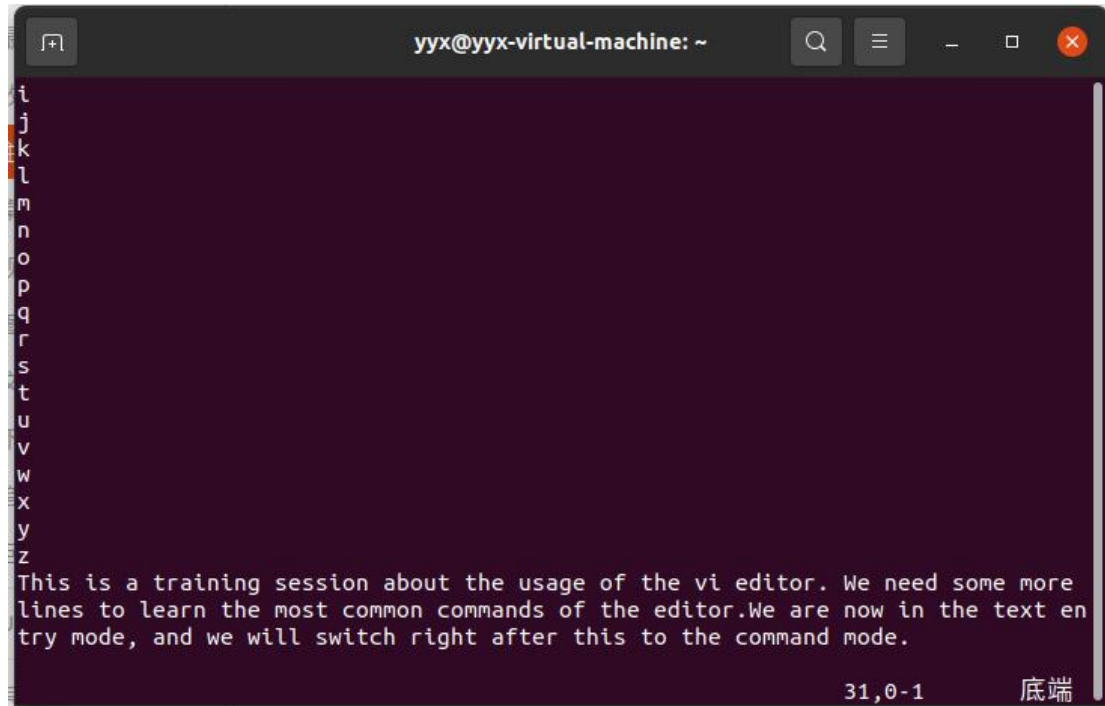 yyx@yyx-virtual-machine: ~
i
j
k
l
m
n
o
p
q
r
s
t
u
v
w
x
y
z
This is a training session about the usage of the vi editor. We need some more
lines to learn the most common commands of the editor.We are now in the text en
try mode, and we will switch right after this to the command mode.
31,0-1 底端